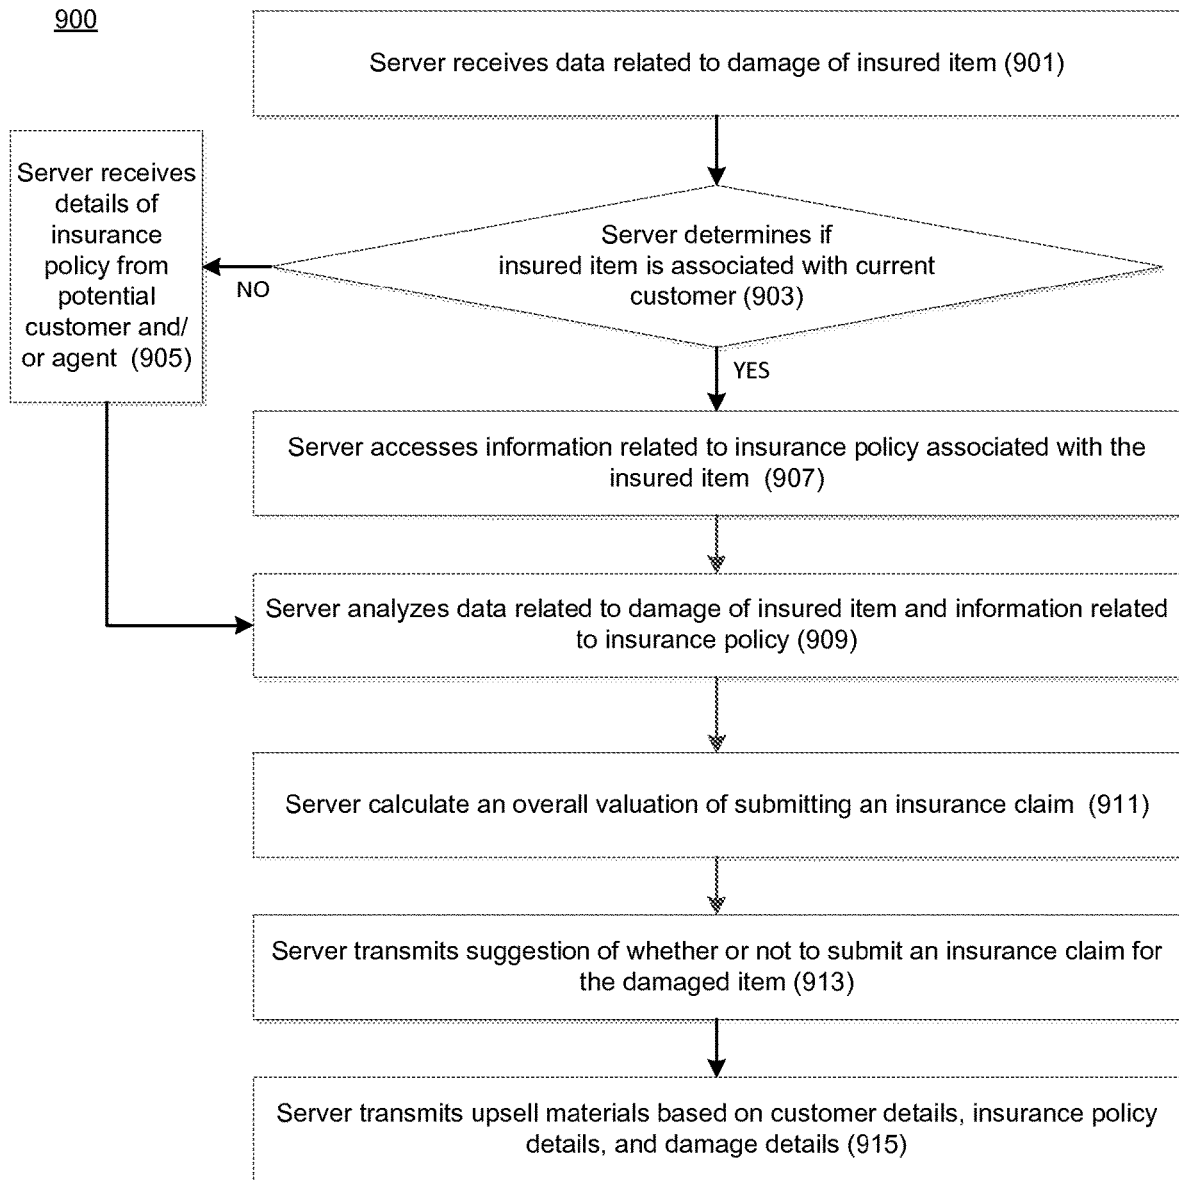 900
Server receives data related to damage of insured item (901)
Server determines if
insured item is associated with current
customer (903)
NO
Server receives
details of
insurance
policy from
potential
customer and/
or agent (905)
YES
Server accesses information related to insurance policy associated with the
insured item (907)
Server analyzes data related to damage of insured item and information related
to insurance policy (909)
Server calculate an overall valuation of submitting an insurance claim (911)
Server transmits suggestion of whether or not to submit an insurance claim for
the damaged item (913)
Server transmits upsell materials based on customer details, insurance policy
details, and damage details (915)